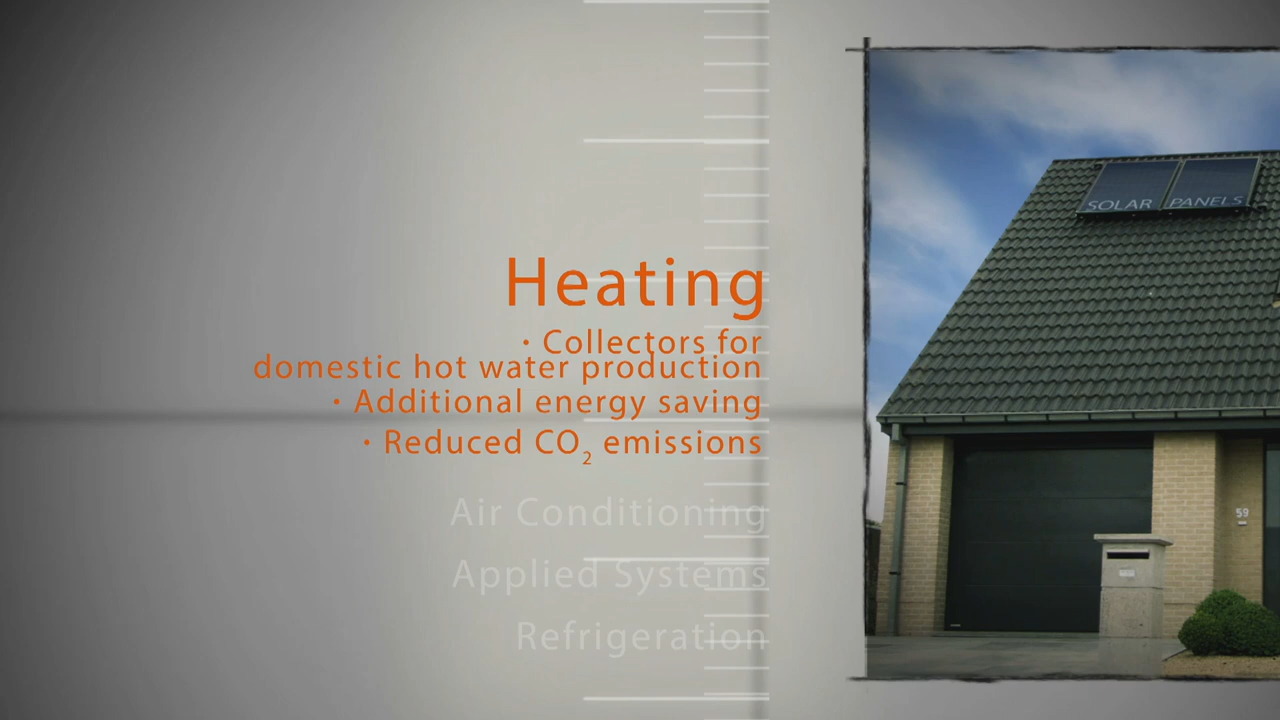 Heating
· Collectors for
domestic hot water production
· Additional energy saving
· Reduced CO₂ emissions
Air Conditioning
Applied Systems
Refrigeration
SOLAR PANELS
59